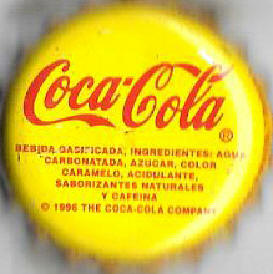 Coca-Cola®
BEBIDA GASIFICADA, INGREDIENTES: AGUA
CARBONATADA, AZUCAR, COLOR
CARAMELO, ACIDULANTE,
SABORIZANTES NATURALES
Y CAFEINA
© 1996 THE COCA-COLA COMPANY